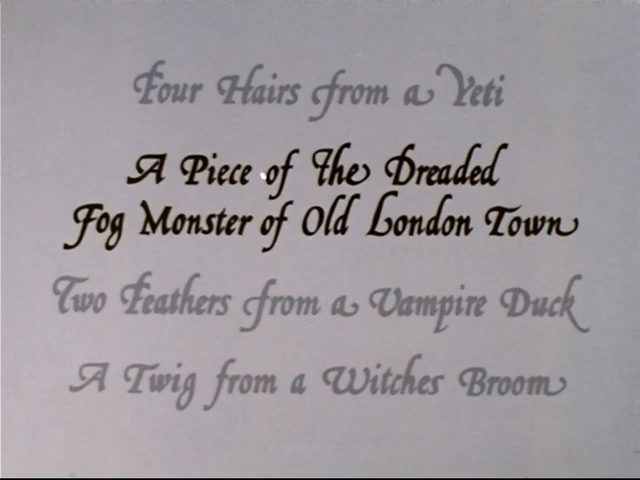 Four Hairs from a Yeti
A Piece of the Dreaded
Fog Monster of Old London Town
Two Feathers from a Vampire Duck
A Twig from a Witches Broom